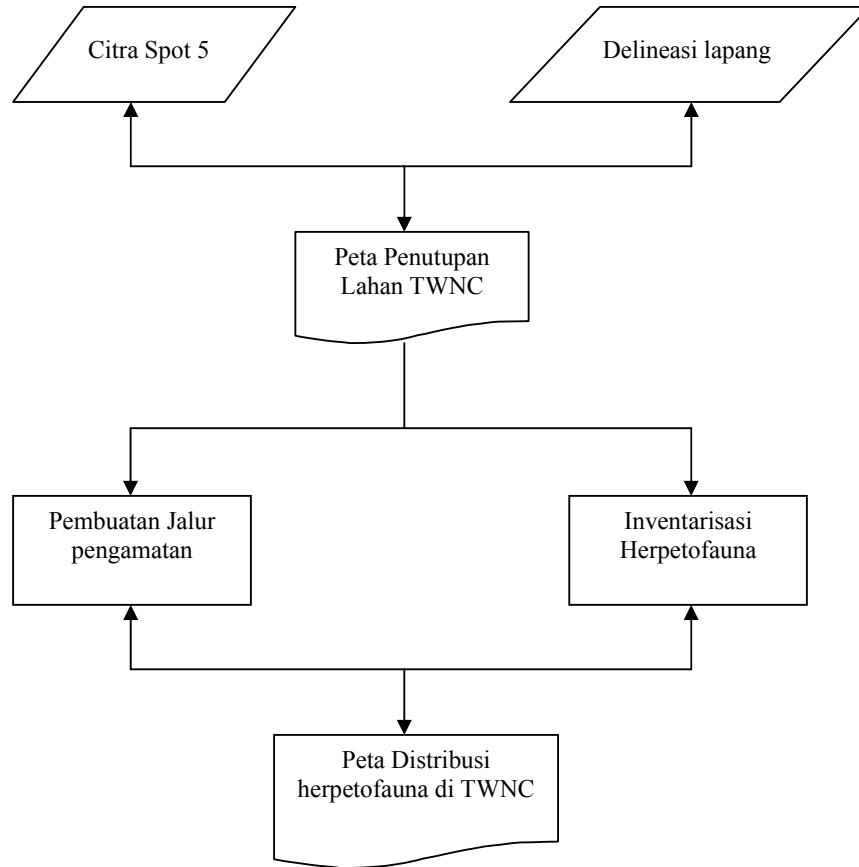 Citra Spot 5
Delineasi lapang
Peta Penutupan
Lahan TWNC
Pembuatan Jalur
pengamatan
Inventarisasi
Herpetofauna
Peta Distribusi
herpetofauna di TWNC